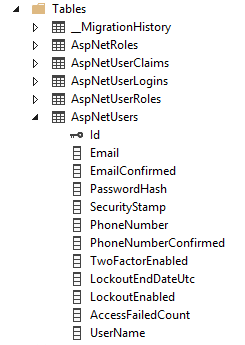 Tables
__MigrationHistory
AspNetRoles
AspNetUserClaims
AspNetUserLogins
AspNetUserRoles
AspNetUsers
Id
Email
EmailConfirmed
PasswordHash
SecurityStamp
PhoneNumber
PhoneNumberConfirmed
TwoFactorEnabled
LockoutEndDateUtc
LockoutEnabled
AccessFailedCount
UserName